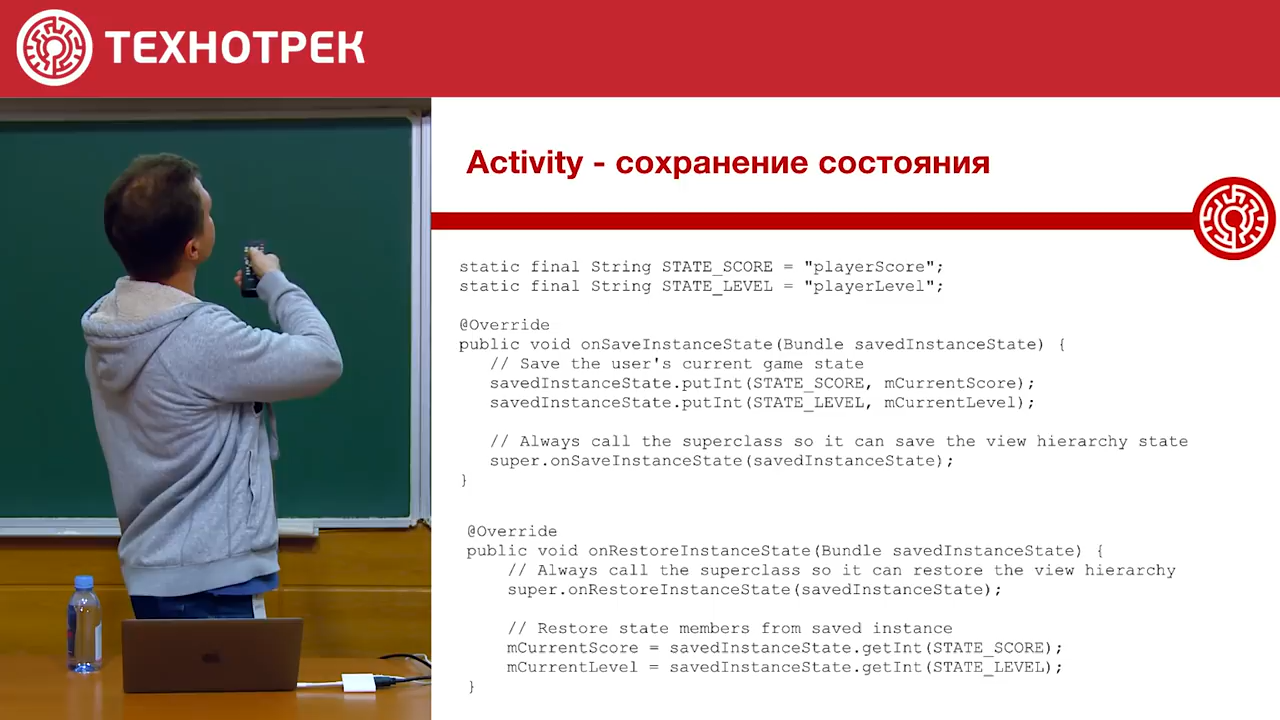 ТЕХНОТРЕК
Activity - сохранение состояния
static final String STATE_SCORE = "playerScore";
static final String STATE_LEVEL = "playerLevel";
@Override
public void onSaveInstanceState(Bundle savedInstanceState) {
// Save the user's current game state
savedInstanceState.putInt(STATE_SCORE, mCurrentScore);
savedInstanceState.putInt(STATE_LEVEL, mCurrentLevel);
// Always call the superclass so it can save the view hierarchy state
super.onSaveInstanceState(savedInstanceState);
}
@Override
public void onRestoreInstanceState(Bundle savedInstanceState) {
// Always call the superclass so it can restore the view hierarchy
super.onRestoreInstanceState(savedInstanceState);
// Restore state members from saved instance
mCurrentScore = savedInstanceState.getInt(STATE_SCORE);
mCurrentLevel = savedInstanceState.getInt(STATE_LEVEL);
}